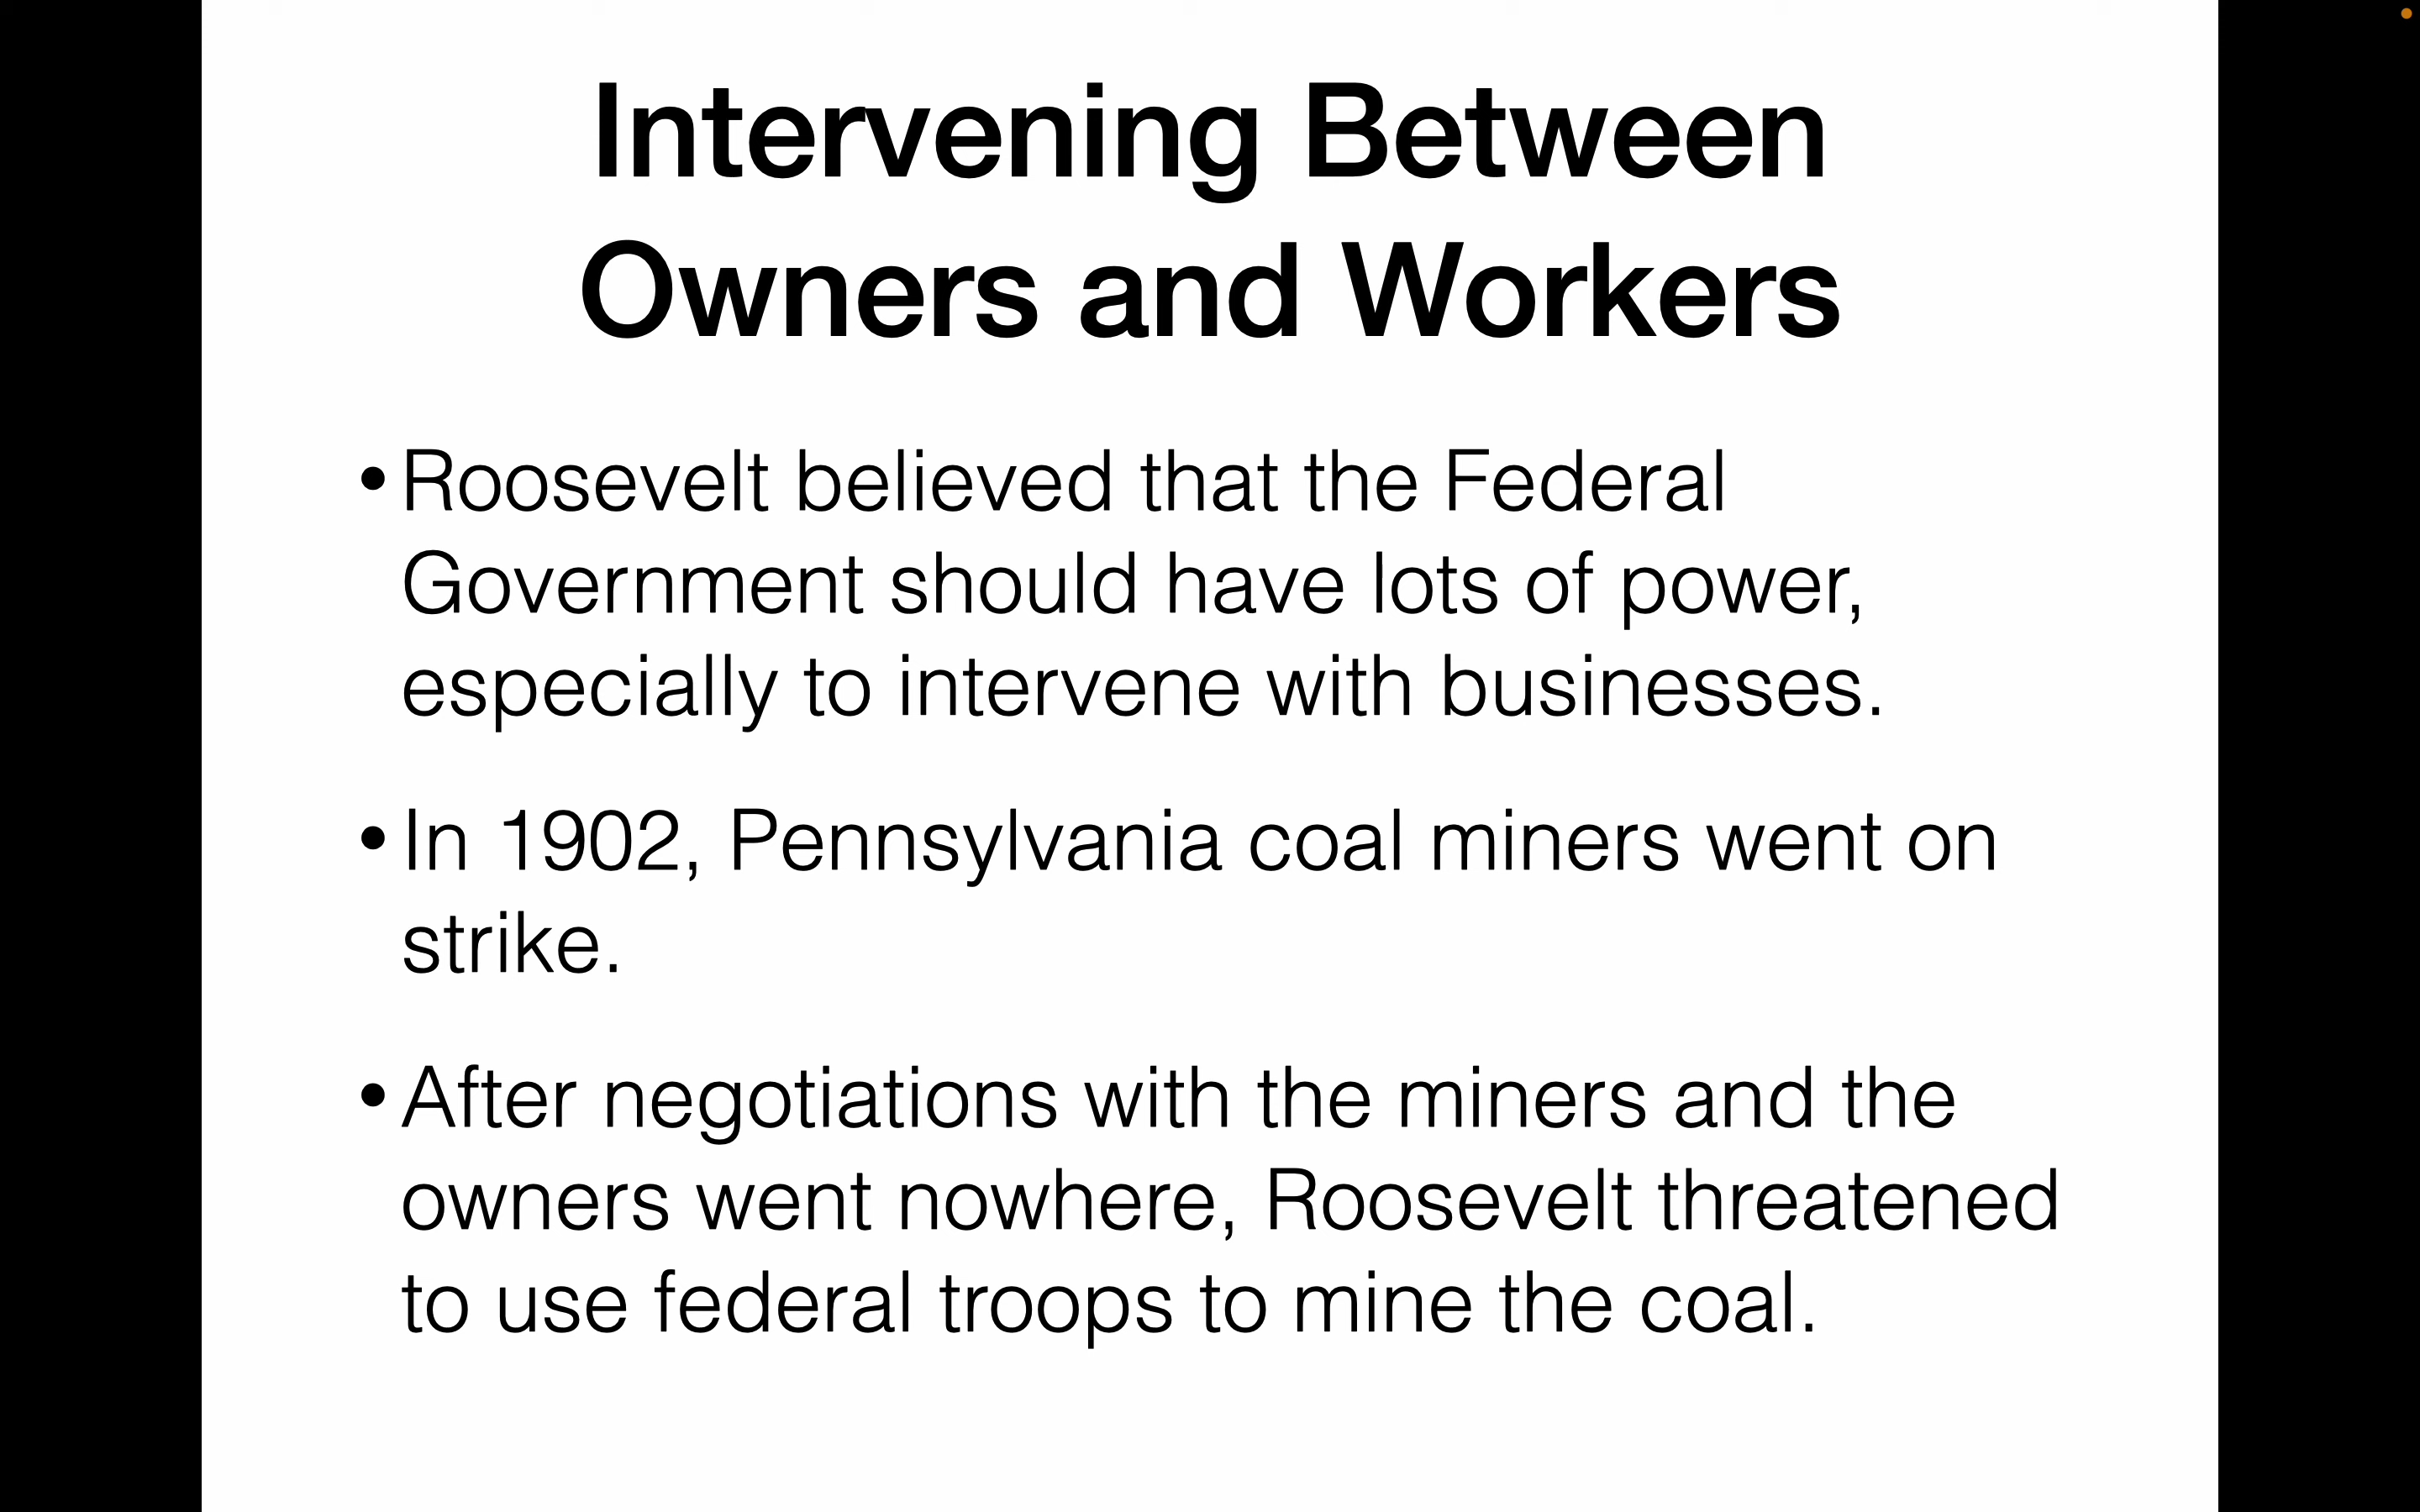 Intervening Between
Owners and Workers
• Roosevelt believed that the Federal
Government should have lots of power,
especially to intervene with businesses.
• In 1902, Pennsylvania coal miners went on
strike.
• After negotiations with the miners and the
owners went nowhere, Roosevelt threatened
to use federal troops to mine the coal.